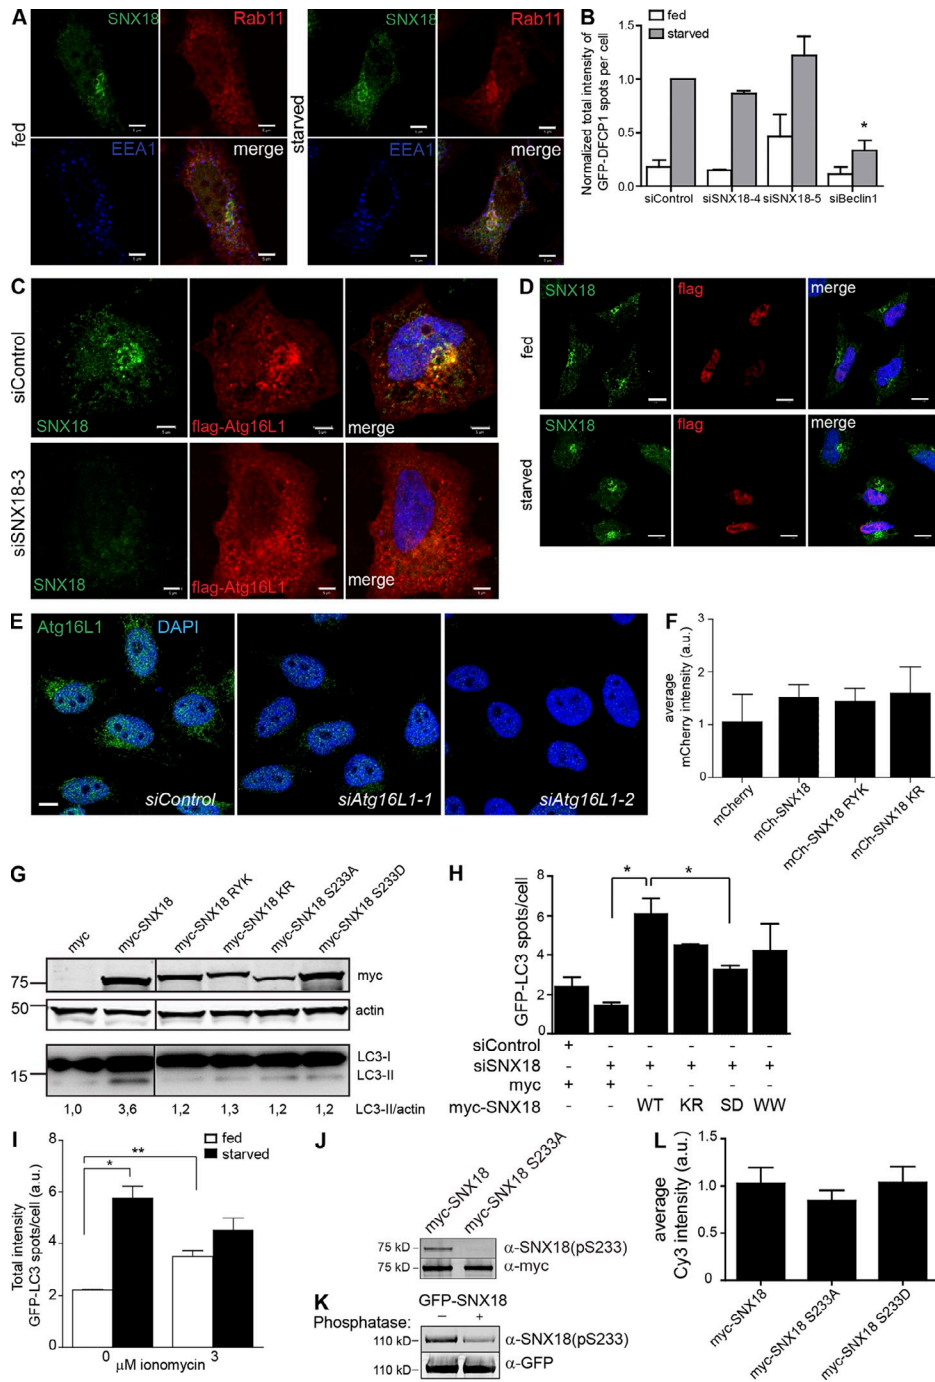 A
SNX18
Rab11
SNX18
Rab11
fed
starved
EEA1
merge
EEA1
merge
B
fed
starved
Normalized total intensity of
GFP-DFCP1 spots per cell
1.5
1.0
0.5
0.0
*
siControl
siSNX18-4
siSNX18-5
siBeclin1
C
siControl
SNX18
flag-Atg16L1
merge
siSNX18-3
SNX18
flag-Atg16L1
merge
D
SNX18
flag
merge
fed
SNX18
flag
merge
starved
E
Atg16L1
DAPI
siControl
siAtg16L1-1
siAtg16L1-2
F
average
mCherry intensity (a.u.)
3
2
1
0
mCherry
mCh-SNX18
mCh-SNX18 RYK
mCh-SNX18 KR
G
myc
myc-SNX18
myc-SNX18 RYK
myc-SNX18 KR
myc-SNX18 S233A
myc-SNX18 S233D
75
myc
50
actin
LC3-I
15
LC3-II
1,0 3,6 1,2 1,3 1,2 1,2 LC3-II/actin
H
GFP-LC3 spots/cell
8
6
4
2
0
* *
siControl + - - - - -
siSNX18 - + + + + +
myc + + - - - -
myc-SNX18 - - WT KR SD WW
I
fed
starved
Total intensity
GFP-LC3 spots/cell (a.u.)
8
6
4
2
0
**
*
0 3
μM ionomycin
J
myc-SNX18
myc-SNX18 S233A
75 kD α-SNX18(pS233)
75 kD α-myc
K
GFP-SNX18
Phosphatase: − +
110 kD α-SNX18(pS233)
110 kD α-GFP
L
average
Cy3 intensity (a.u.)
1.5
1.0
0.5
0.0
myc-SNX18
myc-SNX18 S233A
myc-SNX18 S233D